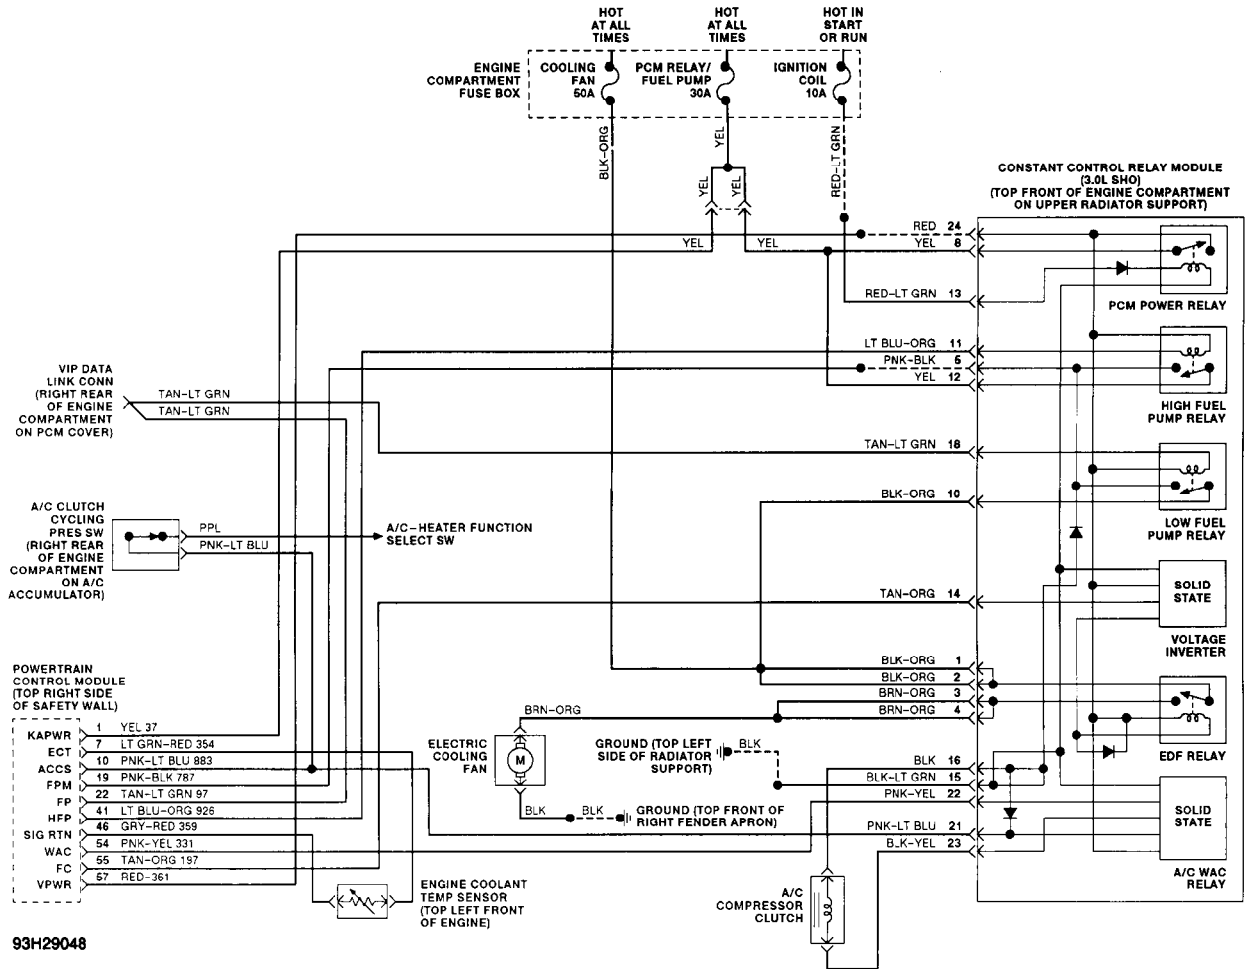 HOT
AT ALL
TIMES
HOT
AT ALL
TIMES
HOT IN
START
OR RUN
ENGINE
COMPARTMENT
FUSE BOX
COOLING
FAN
50A
PCM RELAY/
FUEL PUMP
30A
IGNITION
COIL
10A
BLK-ORG
YEL
YEL
YEL
RED-LT GRN
YEL
YEL
CONSTANT CONTROL RELAY MODULE
(3.0L SHO)
(TOP FRONT OF ENGINE COMPARTMENT
ON UPPER RADIATOR SUPPORT)
RED 24
YEL 8
RED-LT GRN 13
LT BLU-ORG 11
PNK-BLK 5
YEL 12
TAN-LT GRN 18
BLK-ORG 10
TAN-ORG 14
BLK-ORG 1
BLK-ORG 2
BRN-ORG 3
BRN-ORG 4
BLK 16
BLK-LT GRN 15
PNK-YEL 22
PNK-LT BLU 21
BLK-YEL 23
PCM POWER RELAY
HIGH FUEL
PUMP RELAY
LOW FUEL
PUMP RELAY
SOLID
STATE
VOLTAGE
INVERTER
EDF RELAY
SOLID
STATE
A/C WAC
RELAY
VIP DATA
LINK CONN
(RIGHT REAR
OF ENGINE
COMPARTMENT
ON PCM COVER)
TAN-LT GRN
TAN-LT GRN
A/C CLUTCH
CYCLING
PRES SW
(RIGHT REAR
OF ENGINE
COMPARTMENT
ON A/C
ACCUMULATOR)
PPL
PNK-LT BLU
A/C-HEATER FUNCTION
SELECT SW
POWERTRAIN
CONTROL MODULE
(TOP RIGHT SIDE
OF SAFETY WALL)
KAPWR 1 YEL 37
ECT 7 LT GRN-RED 354
ACCS 10 PNK-LT BLU 883
FPM 19 PNK-BLK 787
FP 22 TAN-LT GRN 97
HFP 41 LT BLU-ORG 926
SIG RTN 46 GRY-RED 359
WAC 54 PNK-YEL 331
FC 55 TAN-ORG 197
VPWR 57 RED-361
BRN-ORG
ELECTRIC
COOLING
FAN
M
BLK
BLK
GROUND (TOP LEFT
SIDE OF RADIATOR
SUPPORT)
BLK
GROUND (TOP FRONT OF
RIGHT FENDER APRON)
ENGINE COOLANT
TEMP SENSOR
(TOP LEFT FRONT
OF ENGINE)
A/C
COMPRESSOR
CLUTCH
93H29048